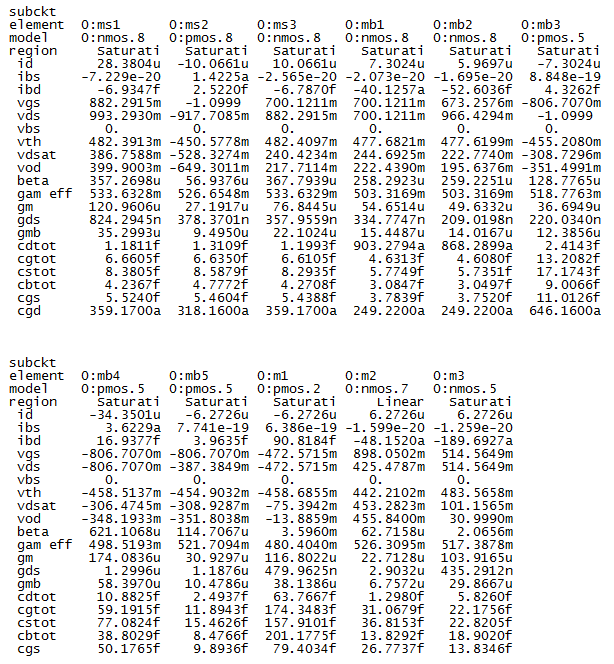 subckt
element  0:ms1      0:ms2      0:ms3      0:mb1      0:mb2      0:mb3
model    0:nmos.8   0:pmos.8   0:nmos.8   0:nmos.8   0:nmos.8   0:pmos.5
region     Saturati   Saturati   Saturati   Saturati   Saturati   Saturati
id        28.3804u  -10.0661u   10.0661u    7.3024u    5.9697u   -7.3024u
ibs       -7.229e-20    1.4225a -2.565e-20 -2.073e-20 -1.695e-20  8.848e-19
ibd       -6.9347f    2.5220f   -6.7870f  -40.1257a  -52.6036f    4.3262f
vgs      882.2915m   -1.0999   700.1211m  700.1211m  673.2576m -806.7070m
vds      993.2930m -917.7085m  882.2915m  700.1211m  966.4294m   -1.0999
vbs        0.         0.         0.         0.         0.         0.
vth      482.3913m -450.5778m  482.4097m  477.6821m  477.6199m -455.2080m
vdsat    386.7588m -528.3274m  240.4234m  244.6925m  222.7740m -308.7296m
vod      399.9003m -649.3011m  217.7114m  222.4390m  195.6376m -351.4991m
beta     357.2698u   56.9376u  367.7939u  258.2923u  259.2251u  128.7765u
gam eff  533.6328m  526.6548m  533.6329m  503.3169m  503.3169m  518.7763m
gm       120.9606u   27.1917u   76.8445u   54.6514u   49.6332u   36.6949u
gds      824.2945n  378.3701n  357.9559n  334.7747n  209.0198n  220.0340n
gmb       35.2993u    9.4950u   22.1024u   15.4487u   14.0167u   12.3856u
cdtot      1.1811f    1.3109f    1.1993f  903.2794a  868.2899a    2.4143f
cgtot      6.6605f    6.6350f    6.6105f    4.6313f    4.6080f   13.2082f
cstot      8.3805f    8.5879f    8.2935f    5.7749f    5.7351f   17.1743f
cbtot      4.2367f    4.7772f    4.2708f    3.0847f    3.0497f    9.0066f
cgs        5.5240f    5.4604f    5.4388f    3.7839f    3.7520f   11.0126f
cgd      359.1700a  318.1600a  359.1700a  249.2200a  249.2200a  646.1600a
subckt
element  0:mb4      0:mb5      0:m1       0:m2       0:m3
model    0:pmos.5   0:pmos.5   0:pmos.2   0:nmos.7   0:nmos.5
region     Saturati   Saturati   Saturati     Linear   Saturati
id       -34.3501u   -6.2726u   -6.2726u    6.2726u    6.2726u
ibs        3.6229a  7.741e-19  6.386e-19 -1.599e-20 -1.259e-20
ibd       16.9377f    3.9635f   90.8184f  -48.1520a -189.6927a
vgs     -806.7070m -806.7070m -472.5715m  898.0502m  514.5649m
vds     -806.7070m -387.3849m -472.5715m  425.4787m  514.5649m
vbs        0.         0.         0.         0.         0.
vth     -458.5137m -454.9032m -458.6855m  442.2102m  483.5658m
vdsat   -306.4745m -308.9287m  -75.3942m  453.2823m  101.1565m
vod     -348.1933m -351.8038m  -13.8859m  455.8400m   30.9990m
beta     621.1068u  114.7067u    3.5960m   62.7158u    2.0656m
gam eff  498.5193m  521.7094m  480.4040m  526.3095m  517.3878m
gm       174.0836u   30.9297u  116.8022u   22.7128u  103.9165u
gds        1.2996u    1.1876u  479.9625n    2.9032u  435.2912n
gmb       58.3970u   10.4786u   38.1386u    6.7572u   29.8667u
cdtot     10.8825f    2.4937f   63.7667f    1.2980f    5.8260f
cgtot     59.1915f   11.8943f  174.3483f   31.0679f   22.1756f
cstot     77.0824f   15.4626f  157.9101f   36.8153f   22.8205f
cbtot     38.8029f    8.4766f  201.1775f   13.8292f   18.9020f
cgs       50.1765f    9.8936f   79.4034f   26.7737f   13.8346f